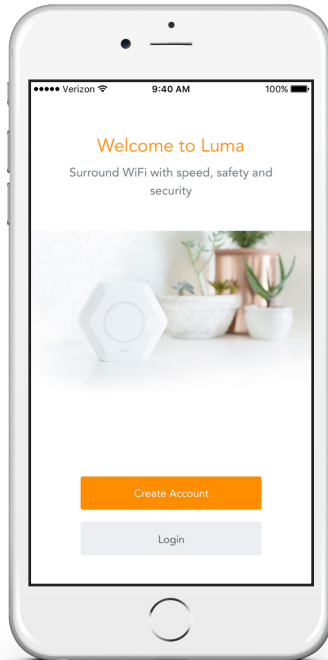 Verizon 9:40 AM 100%
Welcome to Luma
Surround WiFi with speed, safety and
security
Create Account
Login